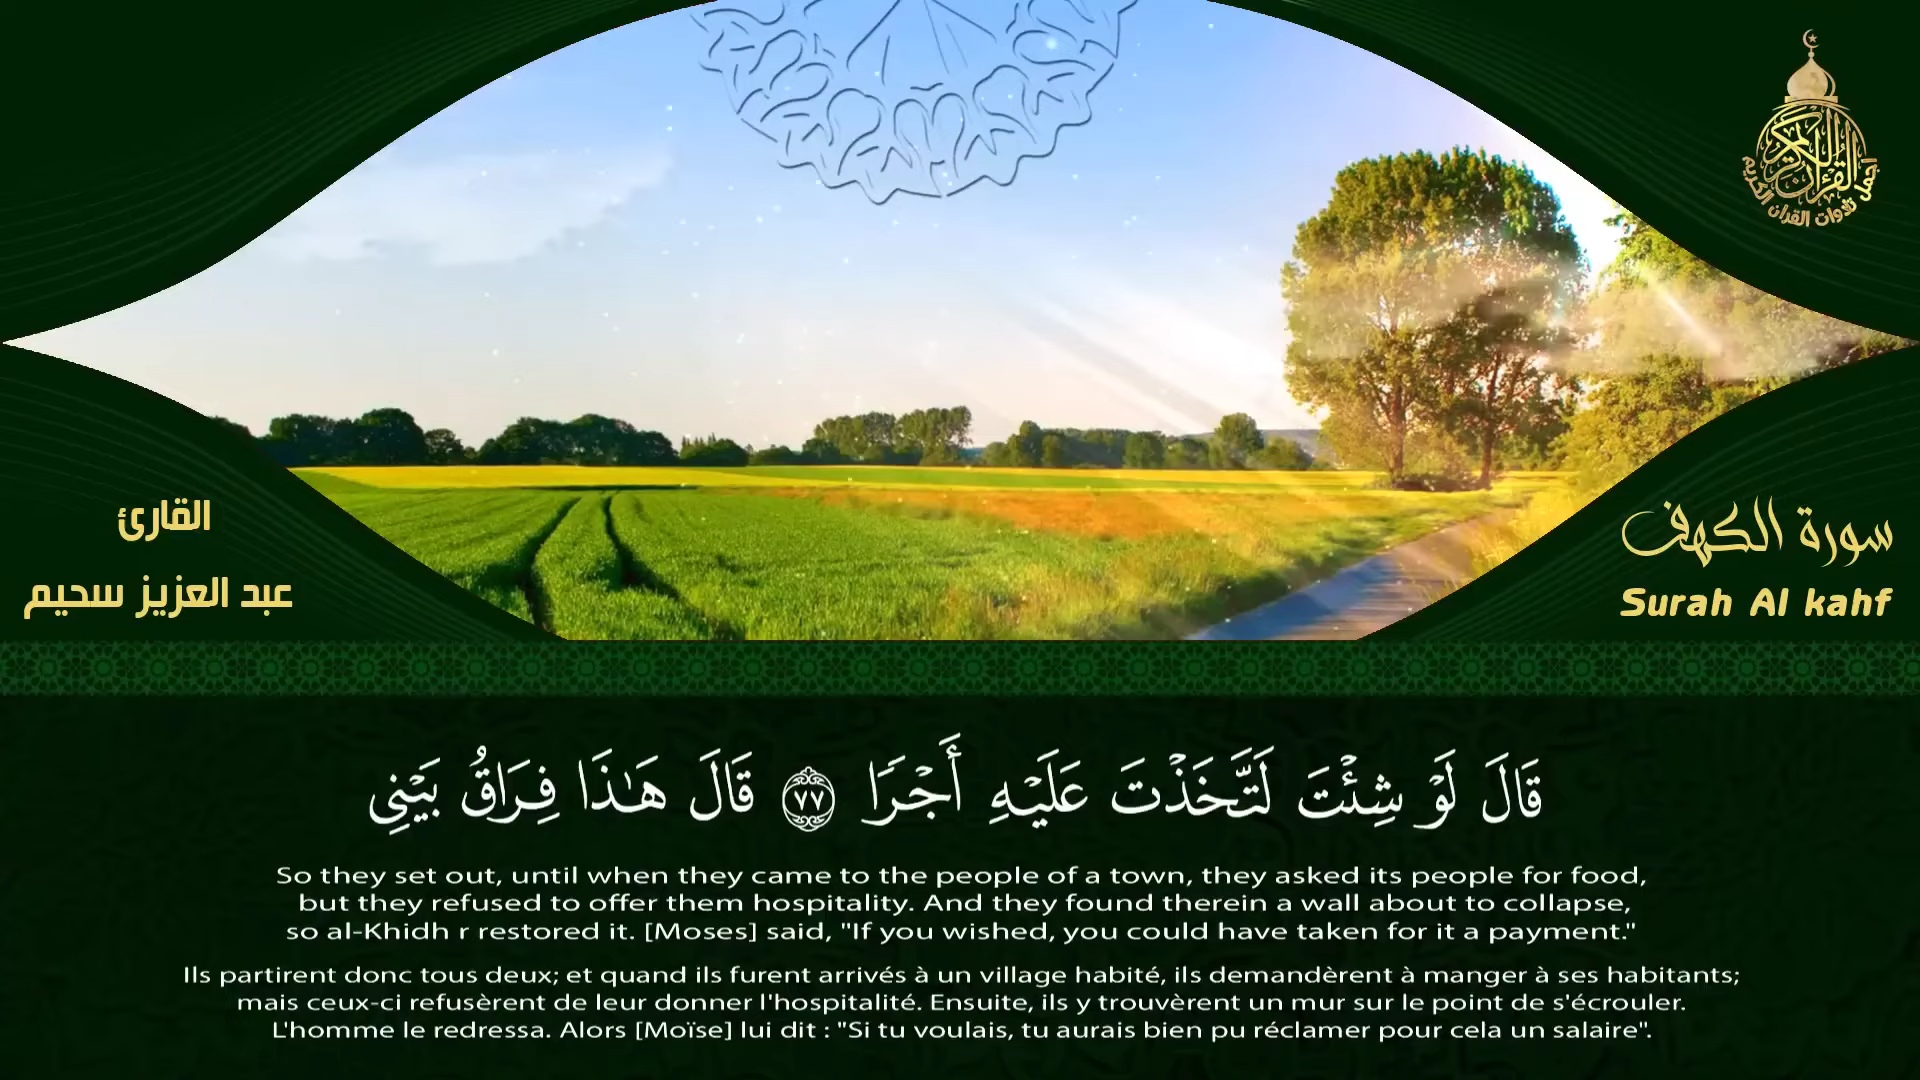 القرآن الكريم
أجمل تلاوات القرآن الكريم
القارئ
عبد العزيز سحيم
سورة الكهف
Surah Al kahf
قَالَ لَوْ شِئْتَ لَتَّخَذْتَ عَلَيْهِ أَجْرًا ٧٧ قَالَ هَٰذَا فِرَاقُ بَيْنِي
So they set out, until when they came to the people of a town, they asked its people for food,
but they refused to offer them hospitality. And they found therein a wall about to collapse,
so al-Khidh r restored it. [Moses] said, "If you wished, you could have taken for it a payment."
Ils partirent donc tous deux; et quand ils furent arrivés à un village habité, ils demandèrent à manger à ses habitants;
mais ceux-ci refusèrent de leur donner l'hospitalité. Ensuite, ils y trouvèrent un mur sur le point de s'écrouler.
L'homme le redressa. Alors [Moïse] lui dit : "Si tu voulais, tu aurais bien pu réclamer pour cela un salaire".